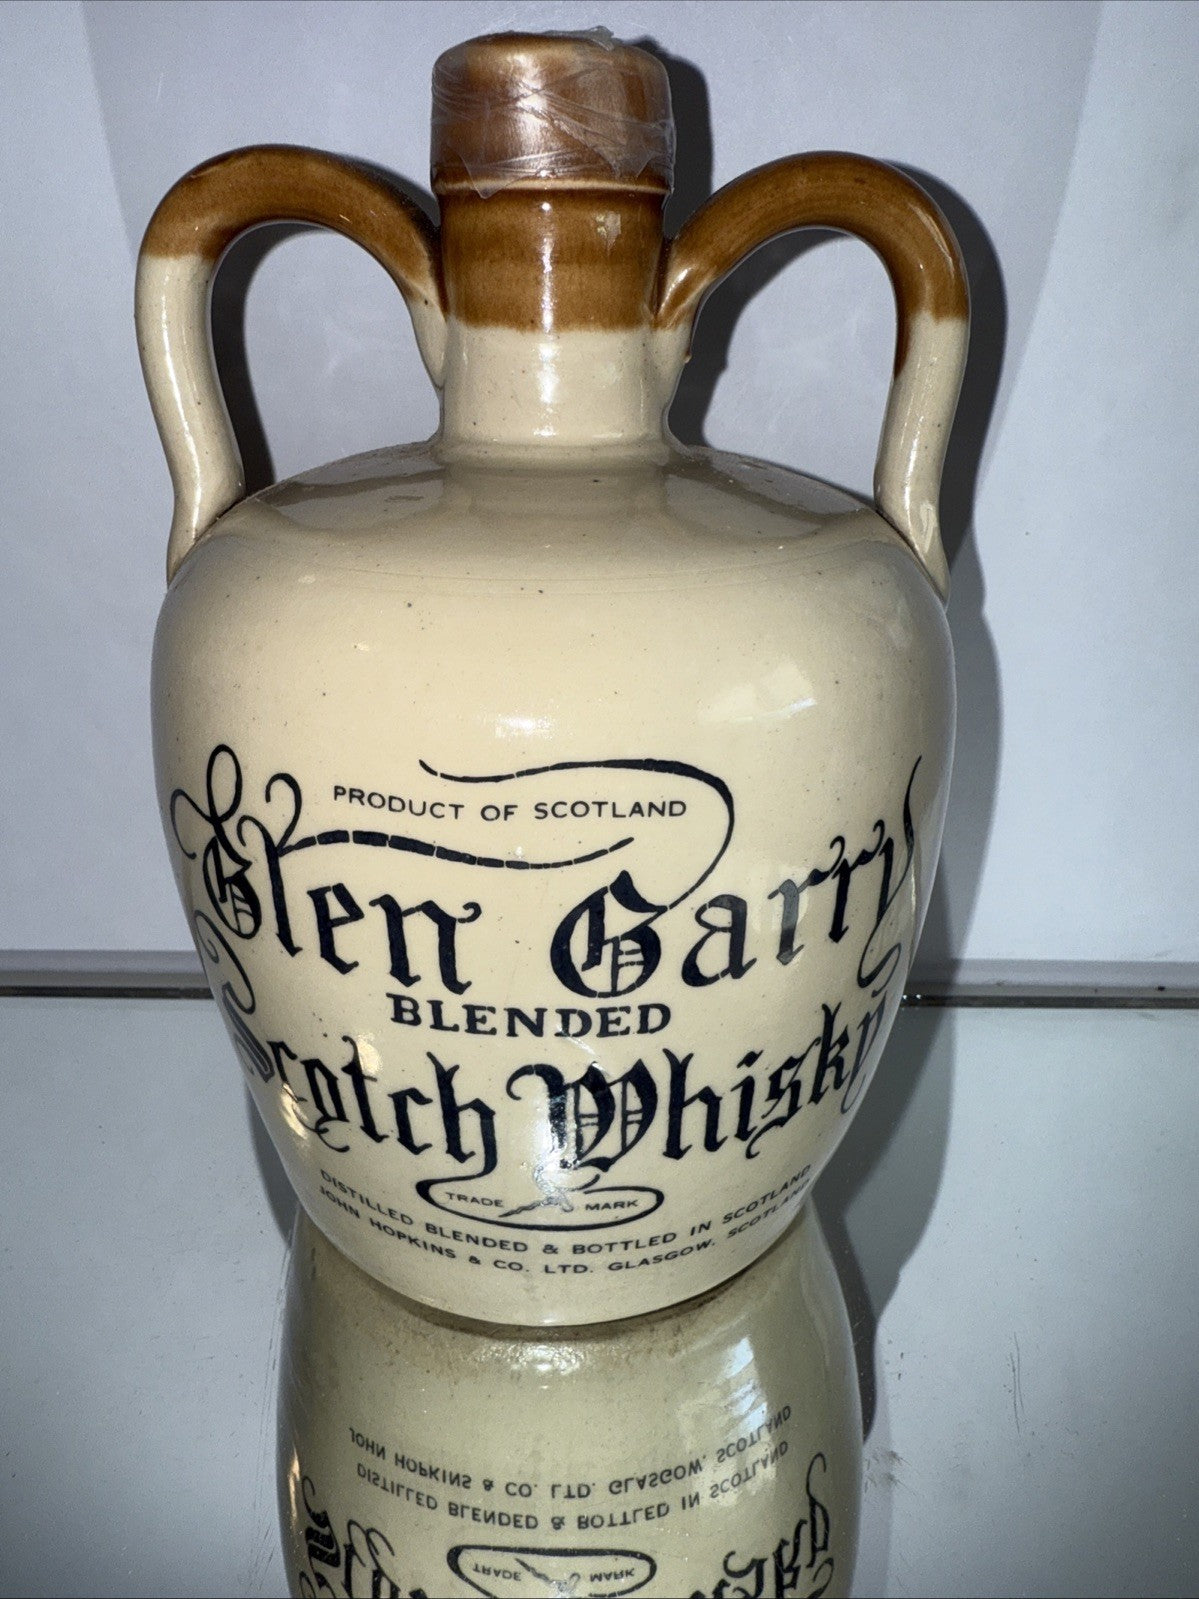 PRODUCT OF SCOTLAND
Glen Garry
BLENDED
Scotch Whisky
TRADE MARK
DISTILLED BLENDED & BOTTLED IN SCOTLAND
JOHN HOPKINS & CO. LTD. GLASGOW, SCOTLAND